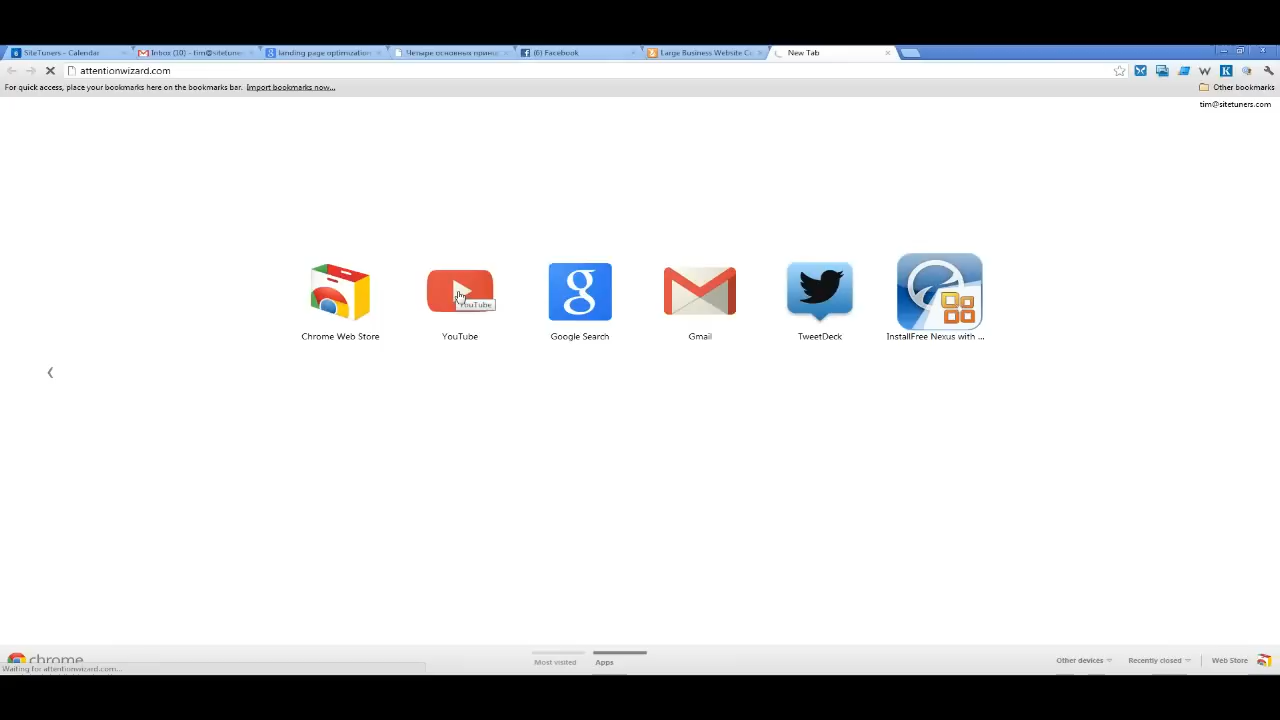 SiteTuners - Calendar
Inbox (10) - tim@sitetuner
landing page optimization
Четыре основных принц
(6) Facebook
Large Business Website Co
New Tab
attentionwizard.com
For quick access, place your bookmarks here on the bookmarks bar. Import bookmarks now...
Other bookmarks
tim@sitetuners.com
YouTube
Chrome Web Store
YouTube
Google Search
Gmail
TweetDeck
InstallFree Nexus with ...
chrome
Waiting for attentionwizard.com...
Most visited
Apps
Other devices
Recently closed
Web Store